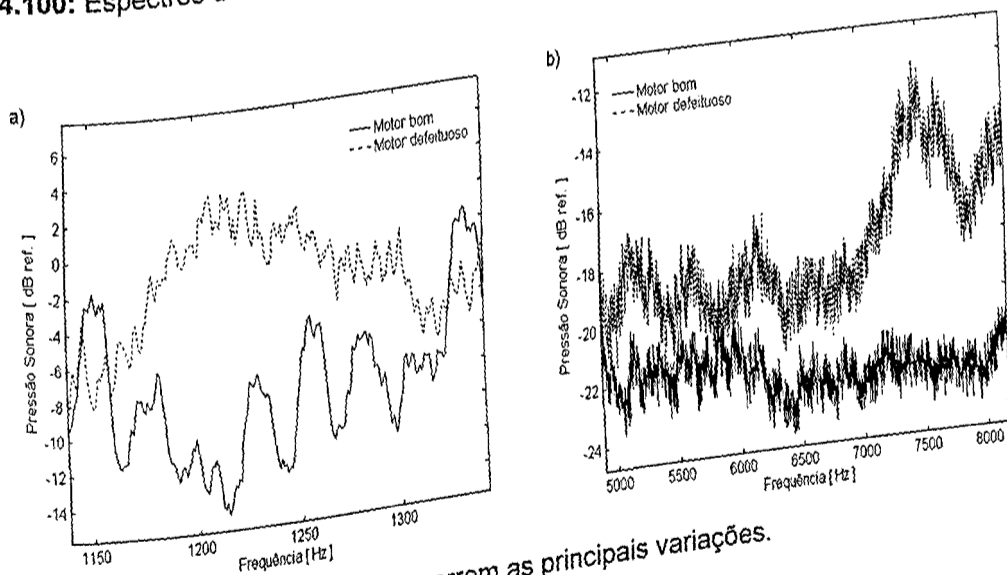 4.100: Espectros
a)
Motor bom
Motor defeituoso
Pressão Sonora [ dB ref. ]
6
4
2
0
-2
-4
-6
-8
-10
-12
-14
1150
1200
1250
1300
Frequência [ Hz ]
b)
Motor bom
Motor defeituoso
Pressão Sonora [ dB ref. ]
-12
-14
-16
-18
-20
-22
-24
5000
5500
6000
6500
7000
7500
8000
Frequência [ Hz ]
as principais variações.